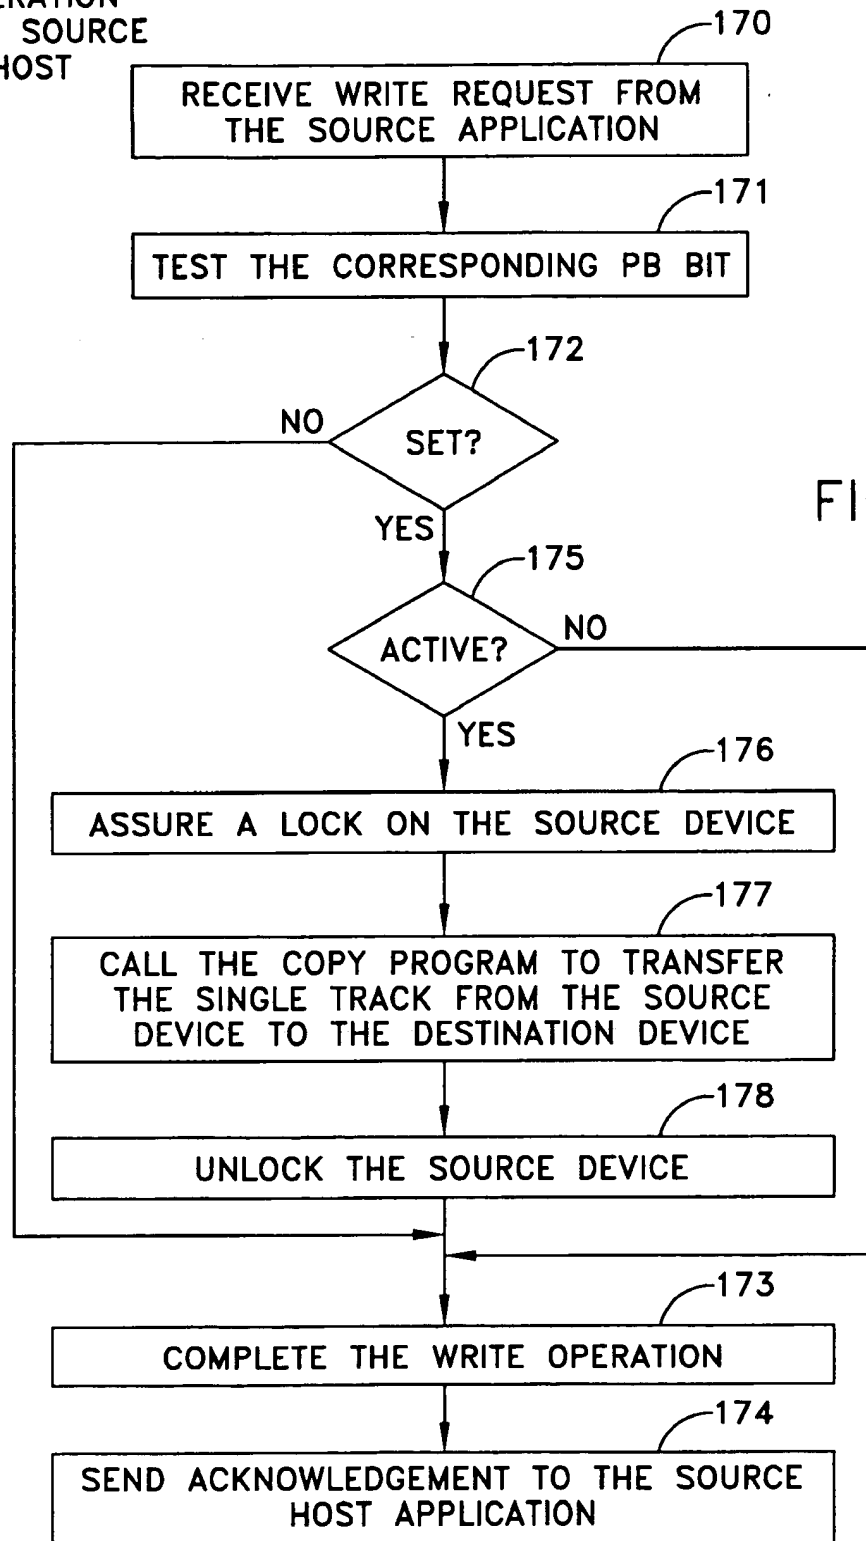 SOURCE
HOST
170
RECEIVE WRITE REQUEST FROM
THE SOURCE APPLICATION
171
TEST THE CORRESPONDING PB BIT
172
NO
SET?
YES
175
ACTIVE?
NO
YES
176
ASSURE A LOCK ON THE SOURCE DEVICE
177
CALL THE COPY PROGRAM TO TRANSFER
THE SINGLE TRACK FROM THE SOURCE
DEVICE TO THE DESTINATION DEVICE
178
UNLOCK THE SOURCE DEVICE
173
COMPLETE THE WRITE OPERATION
174
SEND ACKNOWLEDGEMENT TO THE SOURCE
HOST APPLICATION